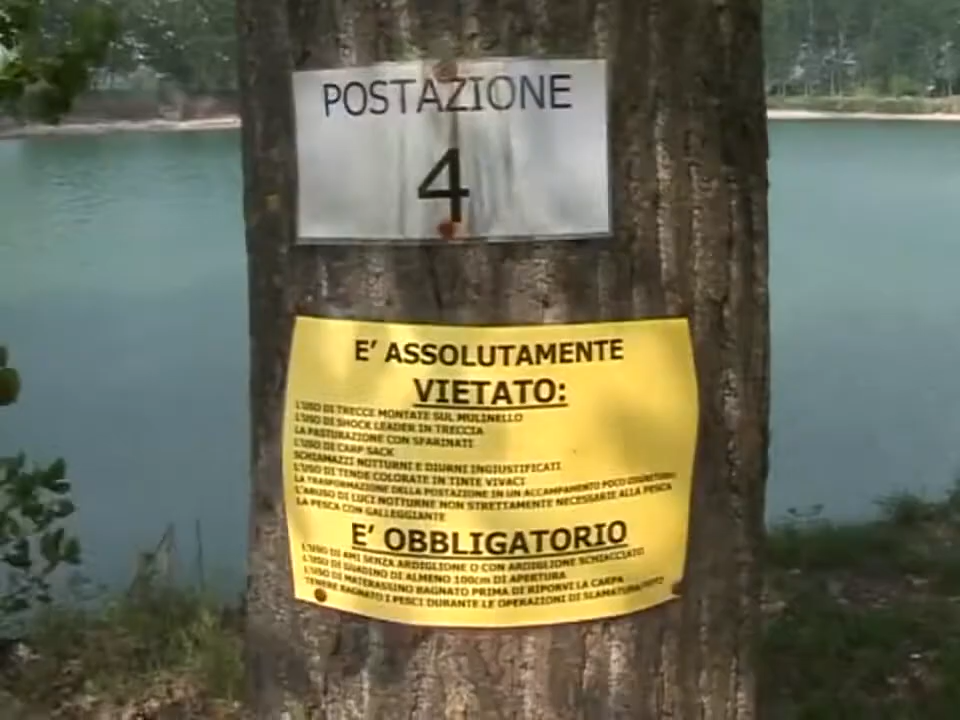 POSTAZIONE
4
E' ASSOLUTAMENTE
VIETATO:
L'USO DI TRECCE MONTATE SUL MULINELLO
L'USO DI SHOCK LEADER IN TRECCIA
LA PASTURAZIONE CON SFARINATI
L'USO DI CARP SACK
SCHIAMAZZI NOTTURNI E DIURNI INGIUSTIFICATI
L'USO DI TENDE COLORATE IN TINTE VIVACI
LA TRASFORMAZIONE DELLA POSTAZIONE IN UN ACCAMPAMENTO POCO DIGNITOSO
L'ABUSO DI LUCI NOTTURNE NON STRETTAMENTE NECESSARIE ALLA PESCA
LA PESCA CON GALLEGGIANTE
E' OBBLIGATORIO
L'USO DI AMI SENZA ARDIGLIONE O CON ARDIGLIONE SCHIACCIATO
L'USO DI GUADINO DI ALMENO 100cm DI APERTURA
L'USO DI MATERASSINO BAGNATO PRIMA DI RIPORVI LA CARPA
TENERE BAGNATO I PESCI DURANTE LE OPERAZIONI DI SLAMATURA/FOTO